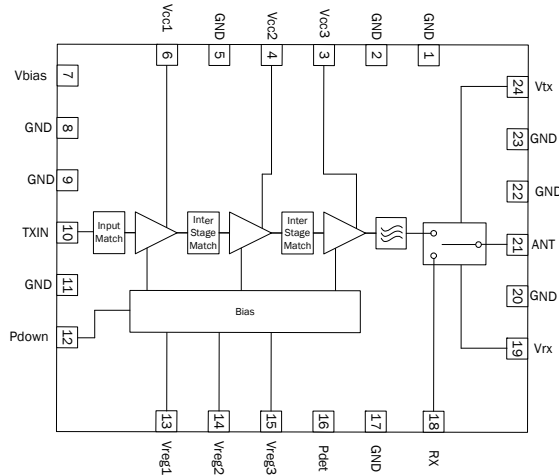 Vcc1
GND
Vcc2
Vcc3
GND
GND
6
5
4
3
2
1
Vbias
7
24
Vtx
GND
8
23
GND
GND
9
22
GND
TXIN
10
Input
Match
Inter
Stage
Match
Inter
Stage
Match
21
ANT
GND
11
20
GND
Bias
Pdown
12
19
Vrx
13
14
15
16
17
18
Vreg1
Vreg2
Vreg3
Pdet
GND
RX